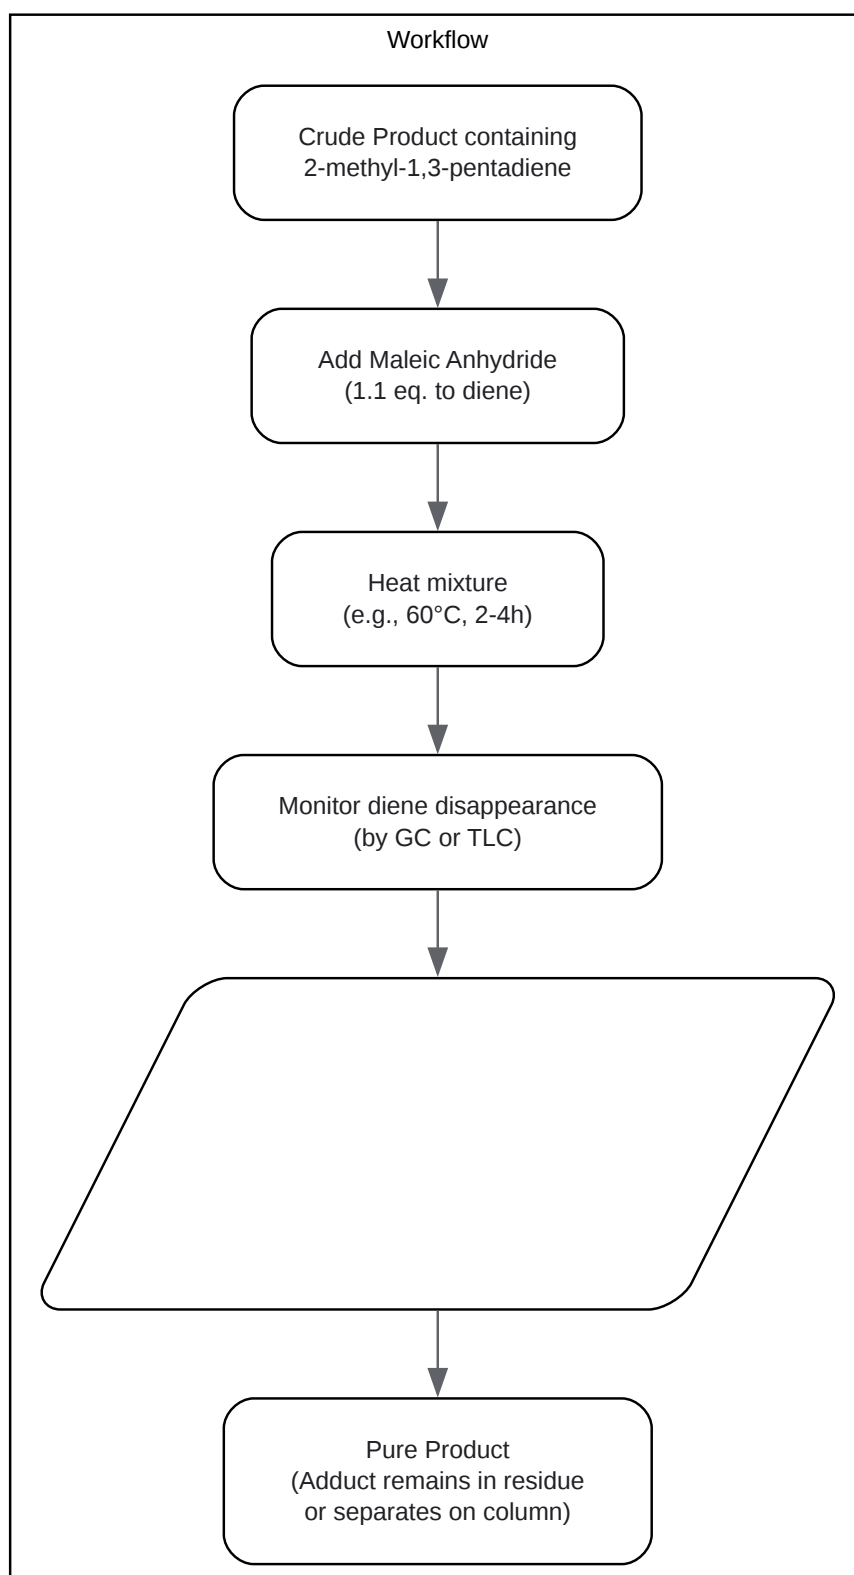 Workflow
Crude Product containing
2-methyl-1,3-pentadiene
Add Maleic Anhydride
(1.1 eq. to diene)
Heat mixture
(e.g., 60°C, 2-4h)
Monitor diene disappearance
(by GC or TLC)
Pure Product
(Adduct remains in residue
or separates on column)